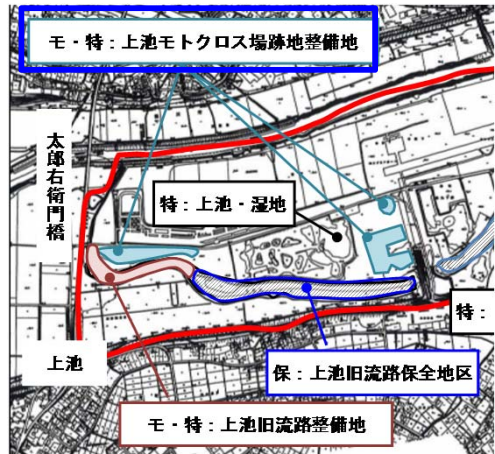 モ・特：上池モトクロス場跡地整備地
太郎右衛門橋
特：上池・湿地
特：
上池
保：上池旧流路保全地区
モ・特：上池旧流路整備地